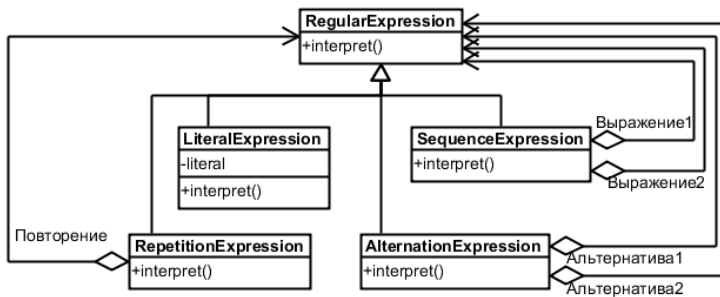 RegularExpression
+interpret()
Выражение1
LiteralExpression
-literal
+interpret()
SequenceExpression
+interpret()
Выражение2
Повторение
RepetitionExpression
+interpret()
AlternationExpression
+interpret()
Альтернатива1
Альтернатива2